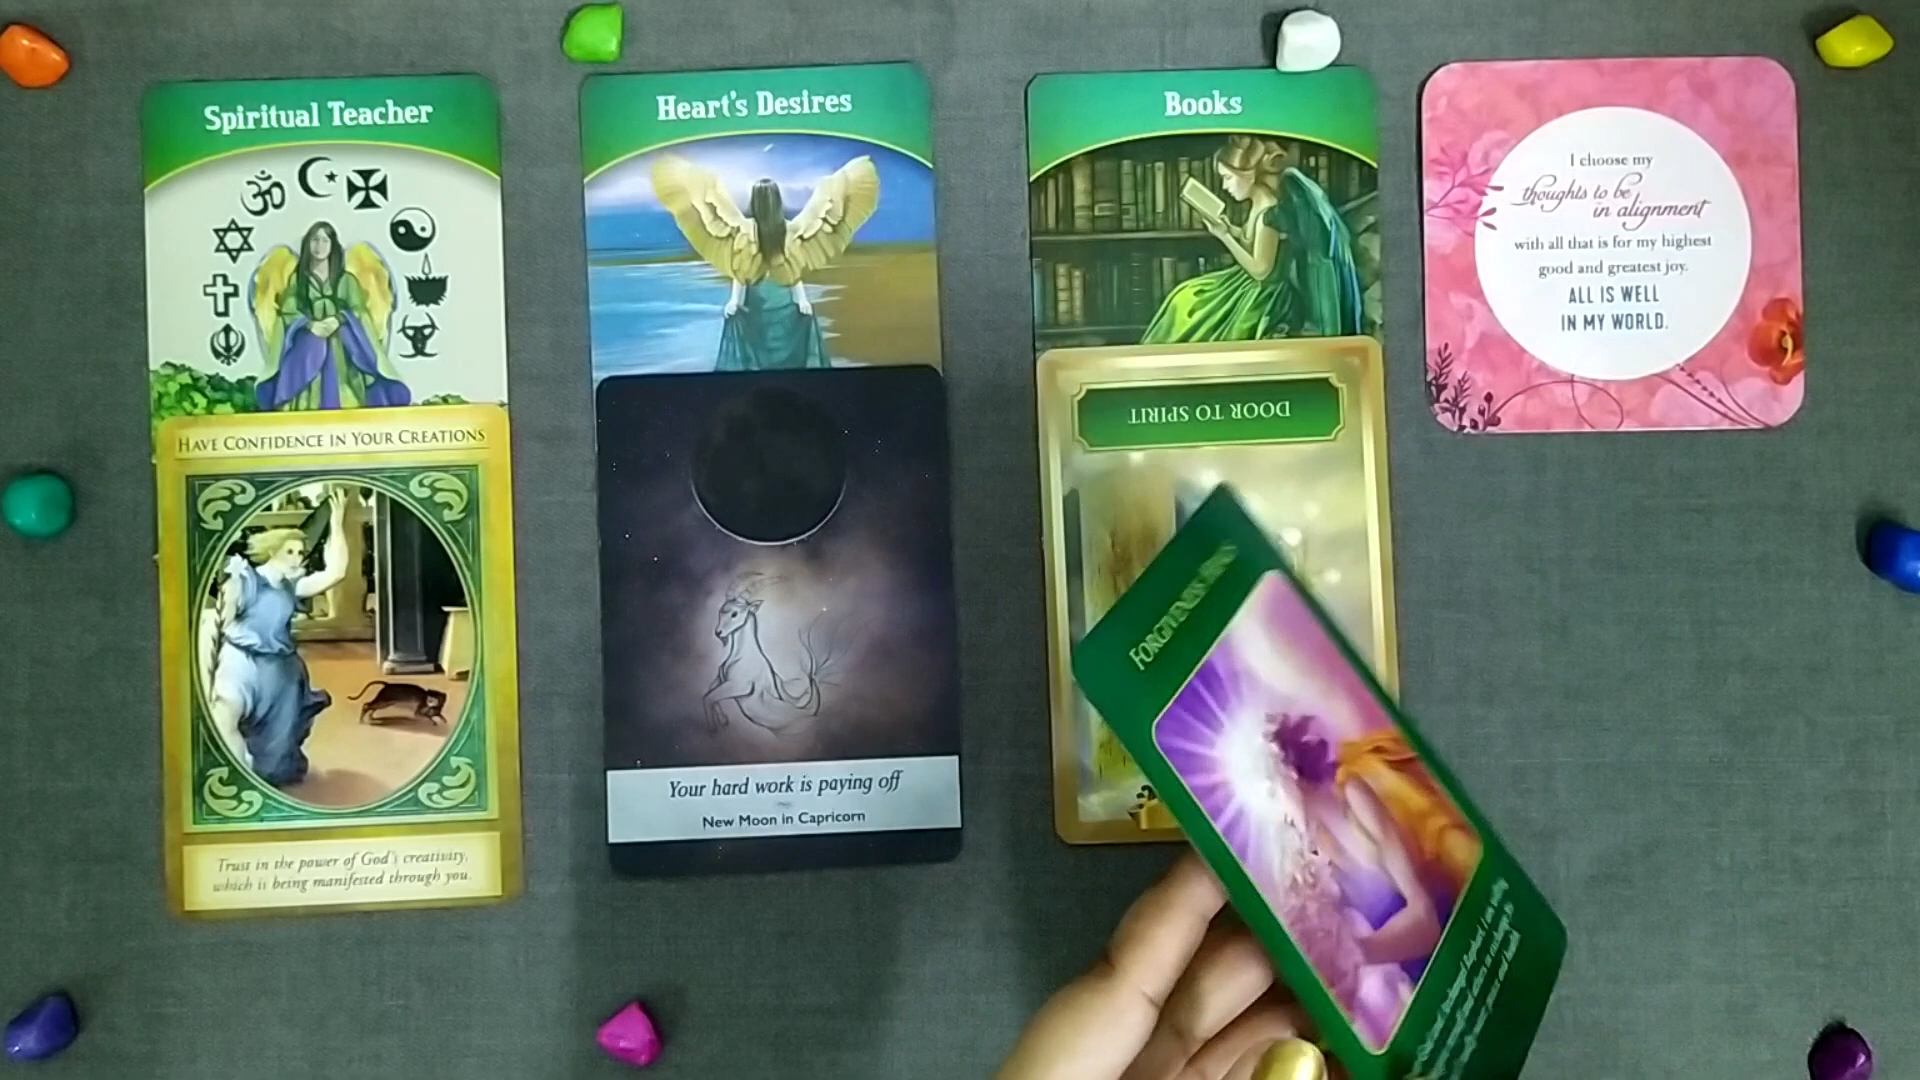 Spiritual Teacher
Heart's Desires
Books
I choose my
thoughts to be
in alignment
with all that is for my highest
good and greatest joy.
ALL IS WELL
IN MY WORLD.
HAVE CONFIDENCE IN YOUR CREATIONS
Trust in the power of God's creativity,
which is being manifested through you.
Your hard work is paying off
New Moon in Capricorn
DOOR TO SPIRIT